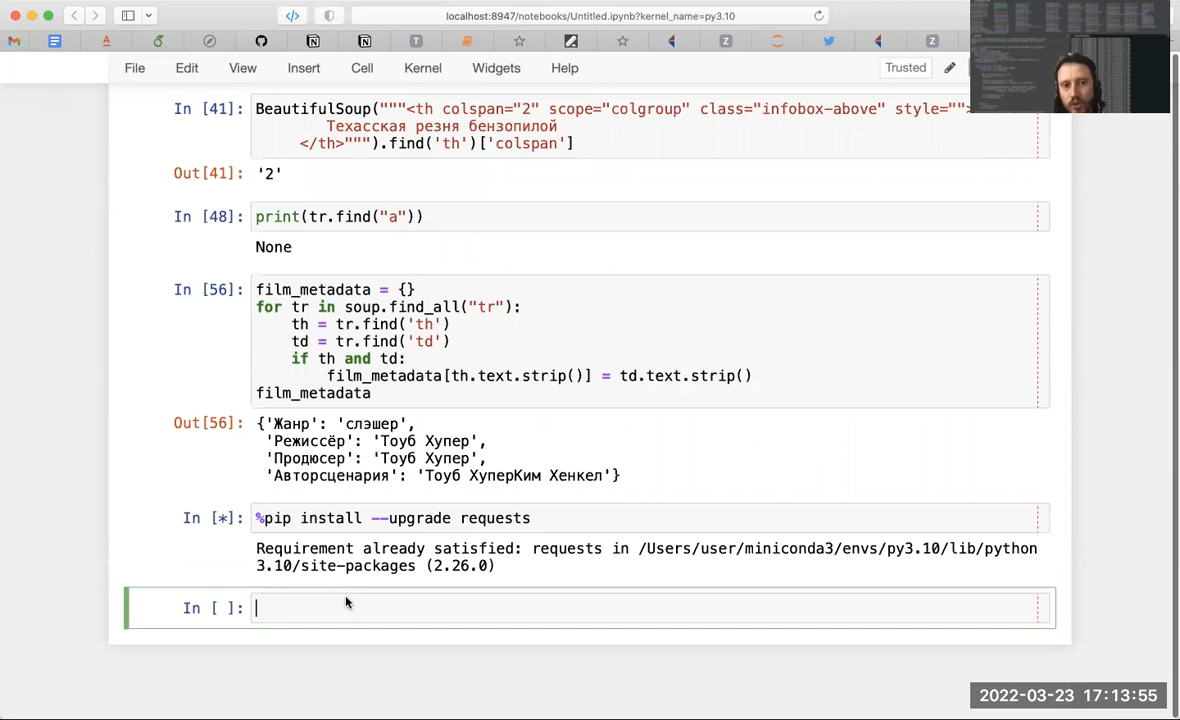 localhost:8947/notebooks/Untitled.ipynb?kernel_name=py3.10
File Edit View Insert Cell Kernel Widgets Help Trusted
In [41]: BeautifulSoup("""<th colspan="2" scope="colgroup" class="infobox-above" style="">
Техасская резня бензопилой
</th>""").find('th')['colspan']
Out[41]: '2'
In [48]: print(tr.find("a"))
None
In [56]: film_metadata = {}
for tr in soup.find_all("tr"):
th = tr.find('th')
td = tr.find('td')
if th and td:
film_metadata[th.text.strip()] = td.text.strip()
film_metadata
Out[56]: {'Жанр': 'слэшер',
'Режиссёр': 'Тоуб Хупер',
'Продюсер': 'Тоуб Хупер',
'Авторсценария': 'Тоуб ХуперКим Хенкел'}
In [*]: %pip install --upgrade requests
Requirement already satisfied: requests in /Users/user/miniconda3/envs/py3.10/lib/python
3.10/site-packages (2.26.0)
In [ ]:
2022-03-23 17:13:55